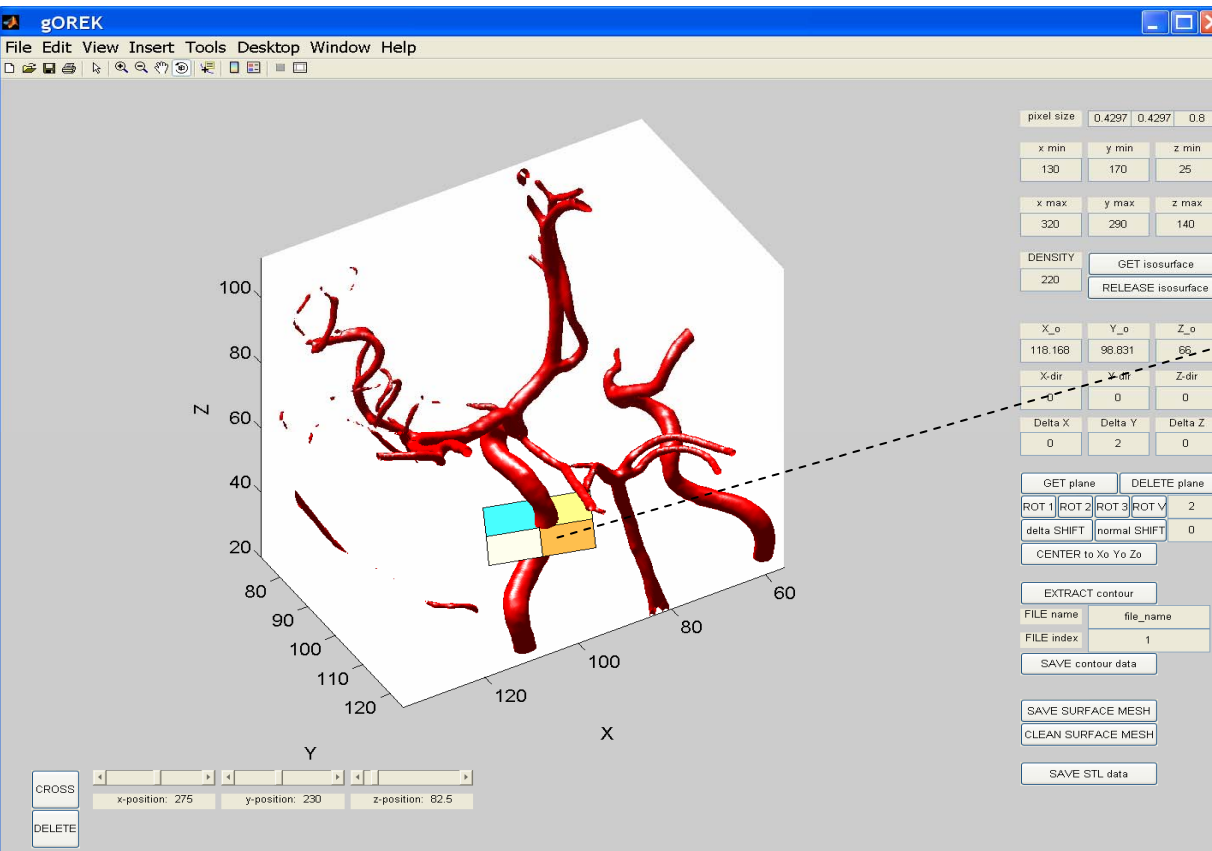 gOREK
File Edit View Insert Tools Desktop Window Help
pixel size 0.4297 0.4297 0.8
x min y min z min
130 170 25
x max y max z max
320 290 140
DENSITY
220
GET isosurface
RELEASE isosurface
X_o Y_o Z_o
118.168 98.831 66
X-dir Y-dir Z-dir
0 0 0
Delta X Delta Y Delta Z
0 2 0
GET plane DELETE plane
ROT 1 ROT 2 ROT 3 ROT V 2
delta SHIFT normal SHIFT 0
CENTER to Xo Yo Zo
EXTRACT contour
FILE name file_name
FILE index 1
SAVE contour data
SAVE SURFACE MESH
CLEAN SURFACE MESH
SAVE STL data
100
80
60
40
20
Z
80
90
100
110
120
Y
120
100
80
60
X
CROSS
DELETE
x-position: 275 y-position: 230 z-position: 82.5